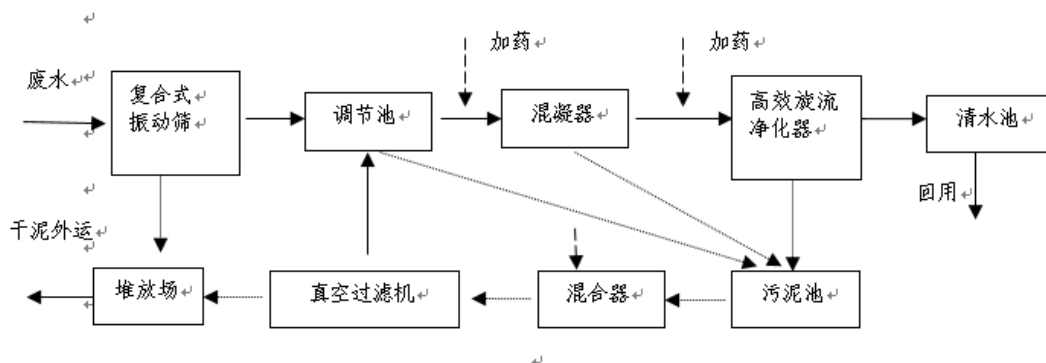 加药
加药
废水
复合式
振动筛
调节池
混凝器
高效旋流
净化器
清水池
回用
干泥外运
堆放场
真空过滤机
混合器
污泥池